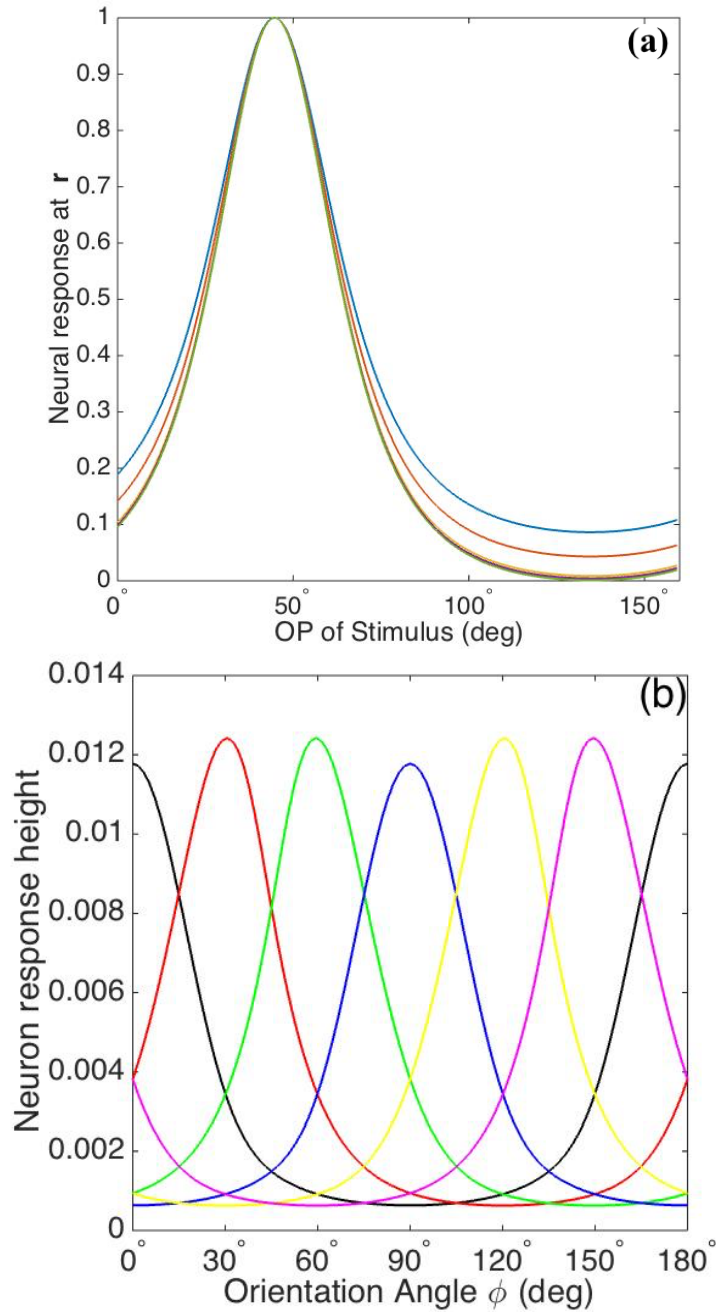 (a)
1
0.9
0.8
0.7
0.6
0.5
0.4
0.3
0.2
0.1
0
Neural response at r
0° 50° 100° 150°
OP of Stimulus (deg)
(b)
0.014
0.012
0.01
0.008
0.006
0.004
0.002
0
Neuron response height
0° 30° 60° 90° 120° 150° 180°
Orientation Angle ϕ (deg)